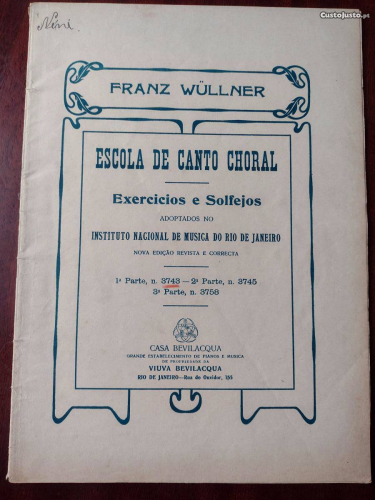 CustoJusto.pt
Néné
FRANZ WÜLLNER
ESCOLA DE CANTO CHORAL
Exercicios e Solfejos
ADOPTADOS NO
INSTITUTO NACIONAL DE MUSICA DO RIO DE JANEIRO
NOVA EDIÇÃO REVISTA E CORRECTA
1ª Parte, n. 3743 — 2ª Parte, n. 3745
3ª Parte, n. 3758
CASA BEVILACQUA
GRANDE ESTABELECIMENTO DE PIANOS E MUSICA
DE PROPRIEDADE DA
VIUVA BEVILACQUA
RIO DE JANEIRO—Rua do Ouvidor, 151